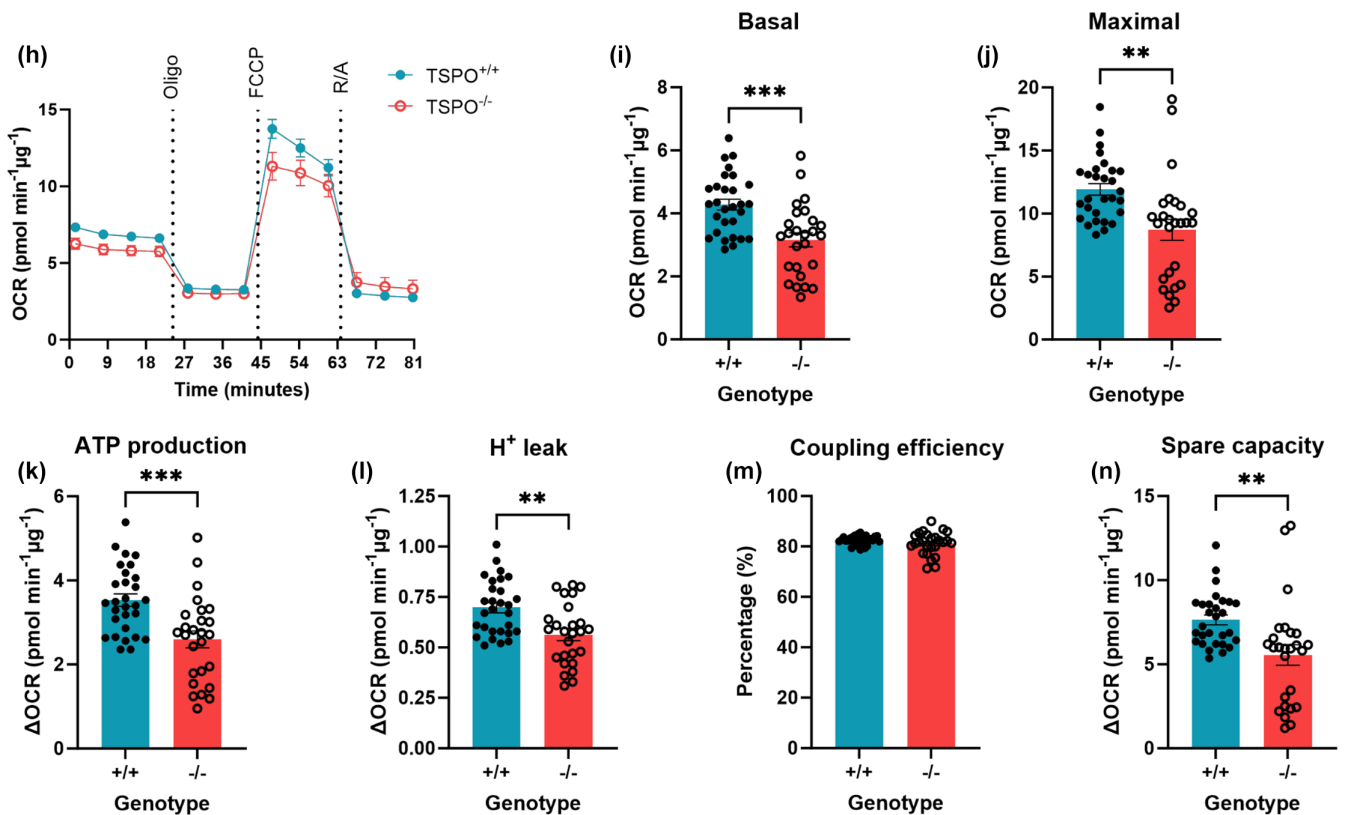 (h)
Oligo
FCCP
R/A
TSPO+/+
TSPO-/-
OCR (pmol min-1µg-1)
15
10
5
0
0 9 18 27 36 45 54 63 72 81
Time (minutes)
(i)
Basal
***
OCR (pmol min-1µg-1)
8
6
4
2
0
+/+ -/-
Genotype
(j)
Maximal
**
OCR (pmol min-1µg-1)
20
15
10
5
0
+/+ -/-
Genotype
(k)
ATP production
***
ΔOCR (pmol min-1µg-1)
6
4
2
0
+/+ -/-
Genotype
(l)
H+ leak
**
ΔOCR (pmol min-1µg-1)
1.25
1.00
0.75
0.50
0.25
0.00
+/+ -/-
Genotype
(m)
Coupling efficiency
Percentage (%)
100
80
60
40
20
0
+/+ -/-
Genotype
(n)
Spare capacity
**
ΔOCR (pmol min-1µg-1)
15
10
5
0
+/+ -/-
Genotype